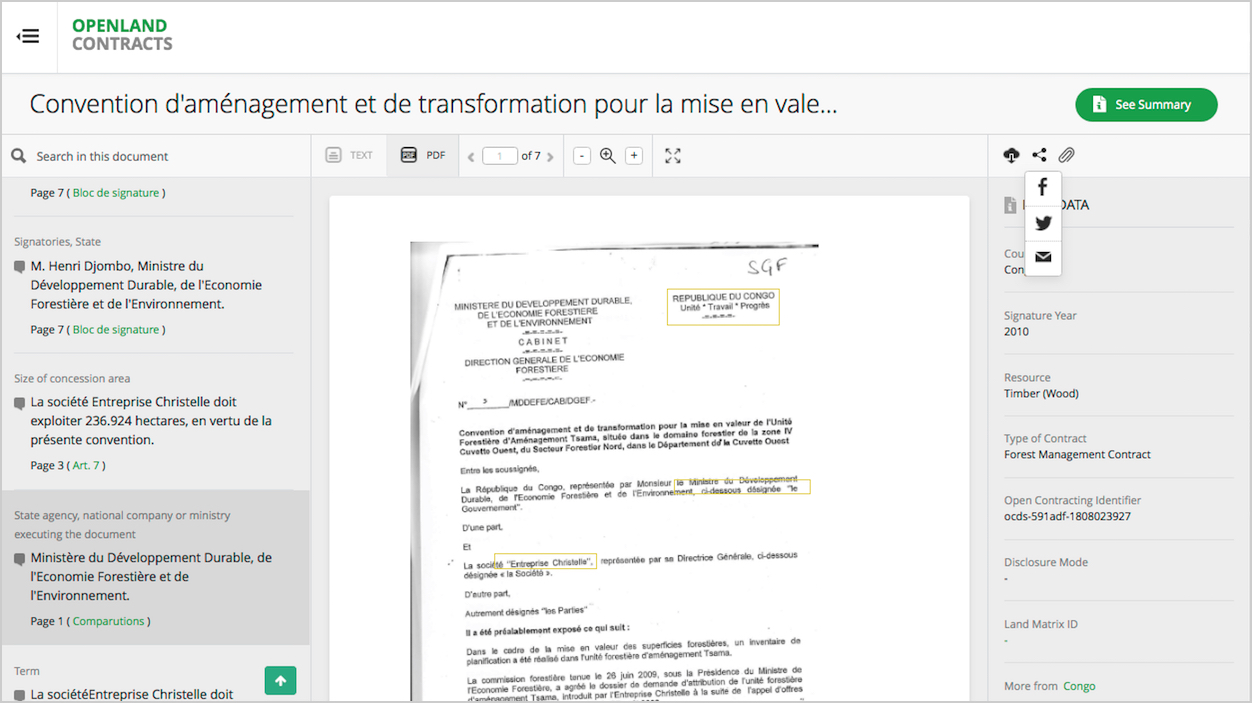 OPENLAND
CONTRACTS
Convention d'aménagement et de transformation pour la mise en vale...
See Summary
Search in this document
TEXT
PDF
1 of 7
-
+
Page 7 ( Bloc de signature )
Signatories, State
M. Henri Djombo, Ministre du
Développement Durable, de l'Economie
Forestière et de l'Environnement.
Page 7 ( Bloc de signature )
Size of concession area
La société Entreprise Christelle doit
exploiter 236.924 hectares, en vertu de la
présente convention.
Page 3 ( Art. 7 )
State agency, national company or ministry
executing the document
Ministère du Développement Durable, de
l'Economie Forestière et de
l'Environnement.
Page 1 ( Comparutions )
Term
La sociétéEntreprise Christelle doit
SGF
MINISTERE DU DEVELOPPEMENT DURABLE,
DE L'ECONOMIE FORESTIERE
ET DE L'ENVIRONNEMENT
-=-=-=-=-
CABINET
-=-=-=-=-
DIRECTION GENERALE DE L'ECONOMIE
FORESTIERE
-=-=-=-=-
REPUBLIQUE DU CONGO
Unité * Travail * Progrès
-=-=-=-=-
N° 5 /MDDEFE/CAB/DGEF.-
Convention d'aménagement et de transformation pour la mise en valeur de l'Unité
Forestière d'Aménagement Tsama, située dans le domaine forestier de la zone IV
Cuvette Ouest, du Secteur Forestier Nord, dans le Département de la Cuvette Ouest
Entre les soussignés,
La République du Congo, représentée par Monsieur le Ministre du Développement
Durable, de l'Economie Forestière et de l'Environnement, ci-dessous désignée "le
Gouvernement".
D'une part,
Et
La société "Entreprise Christelle", représentée par sa Directrice Générale, ci-dessous
désignée « la Société ».
D'autre part,
Autrement désignés "les Parties"
Il a été préalablement exposé ce qui suit :
Dans le cadre de la mise en valeur des superficies forestières, un inventaire de
planification a été réalisé dans l'unité forestière d'aménagement Tsama.
La commission forestière tenue le 26 juin 2009, sous la Présidence du Ministre de
l'Economie Forestière, a agréé le dossier de demande d'attribution de l'unité forestière
d'aménagement Tsama, introduit par l'Entreprise Christelle à la suite de l'appel d'offres
DATA
Cou
Con
Signature Year
2010
Resource
Timber (Wood)
Type of Contract
Forest Management Contract
Open Contracting Identifier
ocds-591adf-1808023927
Disclosure Mode
-
Land Matrix ID
-
More from Congo